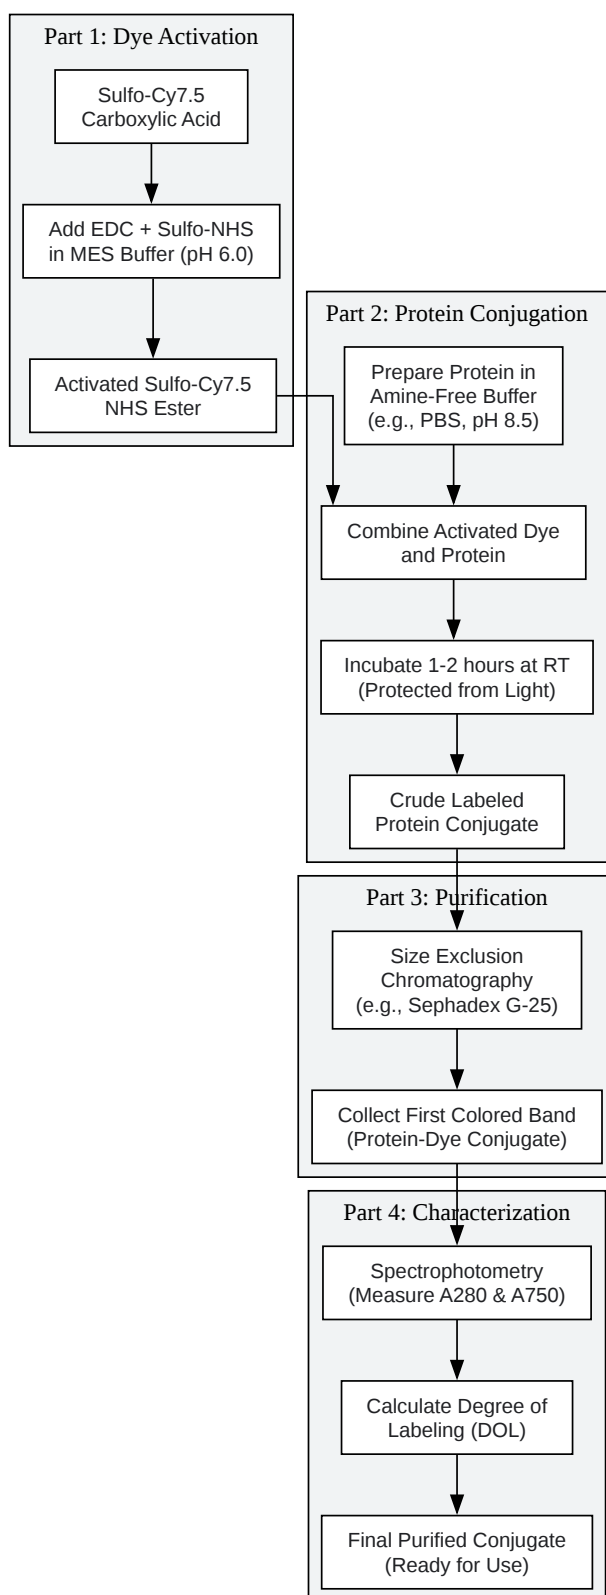 Part 1: Dye Activation
Sulfo-Cy7.5
Carboxylic Acid
Add EDC + Sulfo-NHS
in MES Buffer (pH 6.0)
Activated Sulfo-Cy7.5
NHS Ester
Part 2: Protein Conjugation
Prepare Protein in
Amine-Free Buffer
(e.g., PBS, pH 8.5)
Combine Activated Dye
and Protein
Incubate 1-2 hours at RT
(Protected from Light)
Crude Labeled
Protein Conjugate
Part 3: Purification
Size Exclusion
Chromatography
(e.g., Sephadex G-25)
Collect First Colored Band
(Protein-Dye Conjugate)
Part 4: Characterization
Spectrophotometry
(Measure A280 & A750)
Calculate Degree of
Labeling (DOL)
Final Purified Conjugate
(Ready for Use)